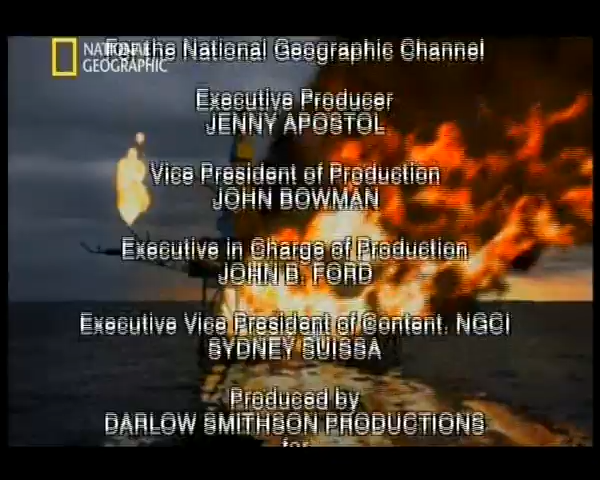 NATIONAL
GEOGRAPHIC
For the National Geographic Channel
Executive Producer
JENNY APOSTOL
Vice President of Production
JOHN BOWMAN
Executive in Charge of Production
JOHN B. FORD
Executive Vice President of Content, NGCI
SYDNEY SUISSA
Produced by
DARLOW SMITHSON PRODUCTIONS
for